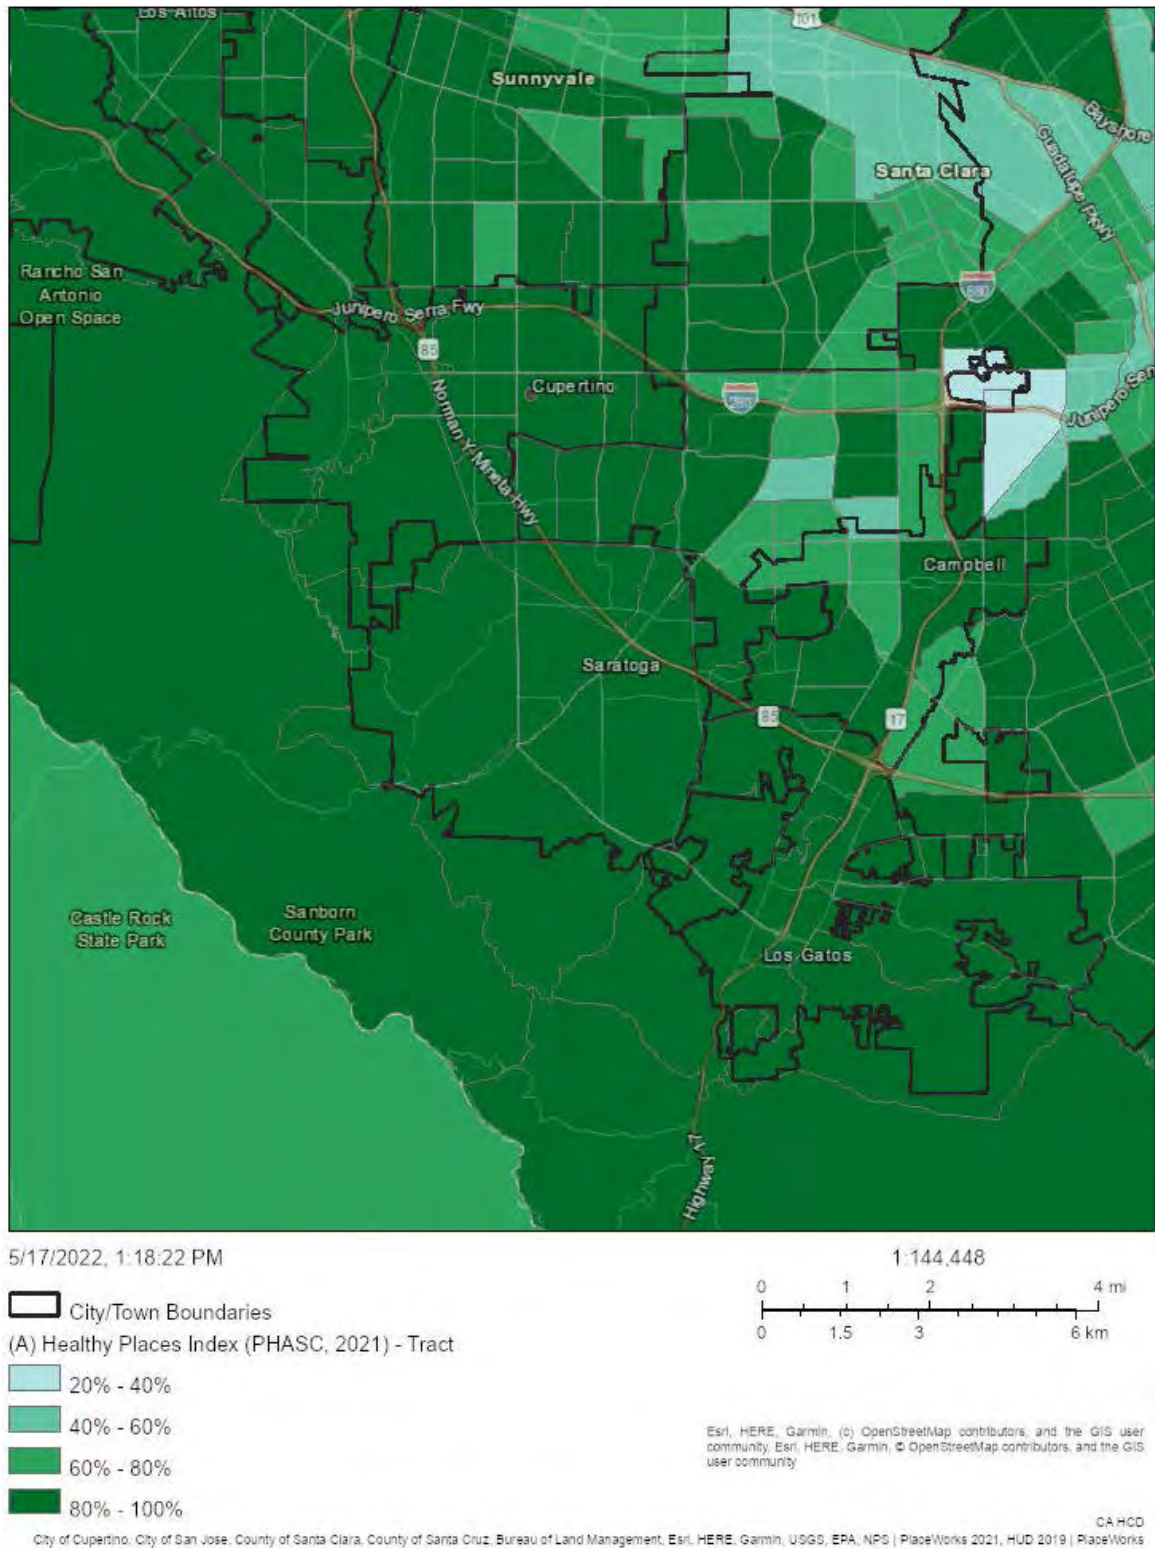 Los Altos
101
Sunnyvale
Bayshore
Guadalupe Pkwy
Santa Clara
Rancho San
Antonio
Open Space
880
Junipero Serra Fwy
85
Cupertino
280
Junipero Ser
Norman Y Mineta Hwy
Campbell
Saratoga
85
17
Castle Rock
State Park
Sanborn
County Park
Los Gatos
Highway 17
5/17/2022, 1:18:22 PM
1:144,448
0 1 2 4 mi
0 1.5 3 6 km
City/Town Boundaries
(A) Healthy Places Index (PHASC, 2021) - Tract
20% - 40%
40% - 60%
60% - 80%
80% - 100%
Esri, HERE, Garmin, (c) OpenStreetMap contributors, and the GIS user
community, Esri, HERE, Garmin, © OpenStreetMap contributors, and the GIS
user community
CA HCD
City of Cupertino, City of San Jose, County of Santa Clara, County of Santa Cruz, Bureau of Land Management, Esri, HERE, Garmin, USGS, EPA, NPS | PlaceWorks 2021, HUD 2019 | PlaceWorks